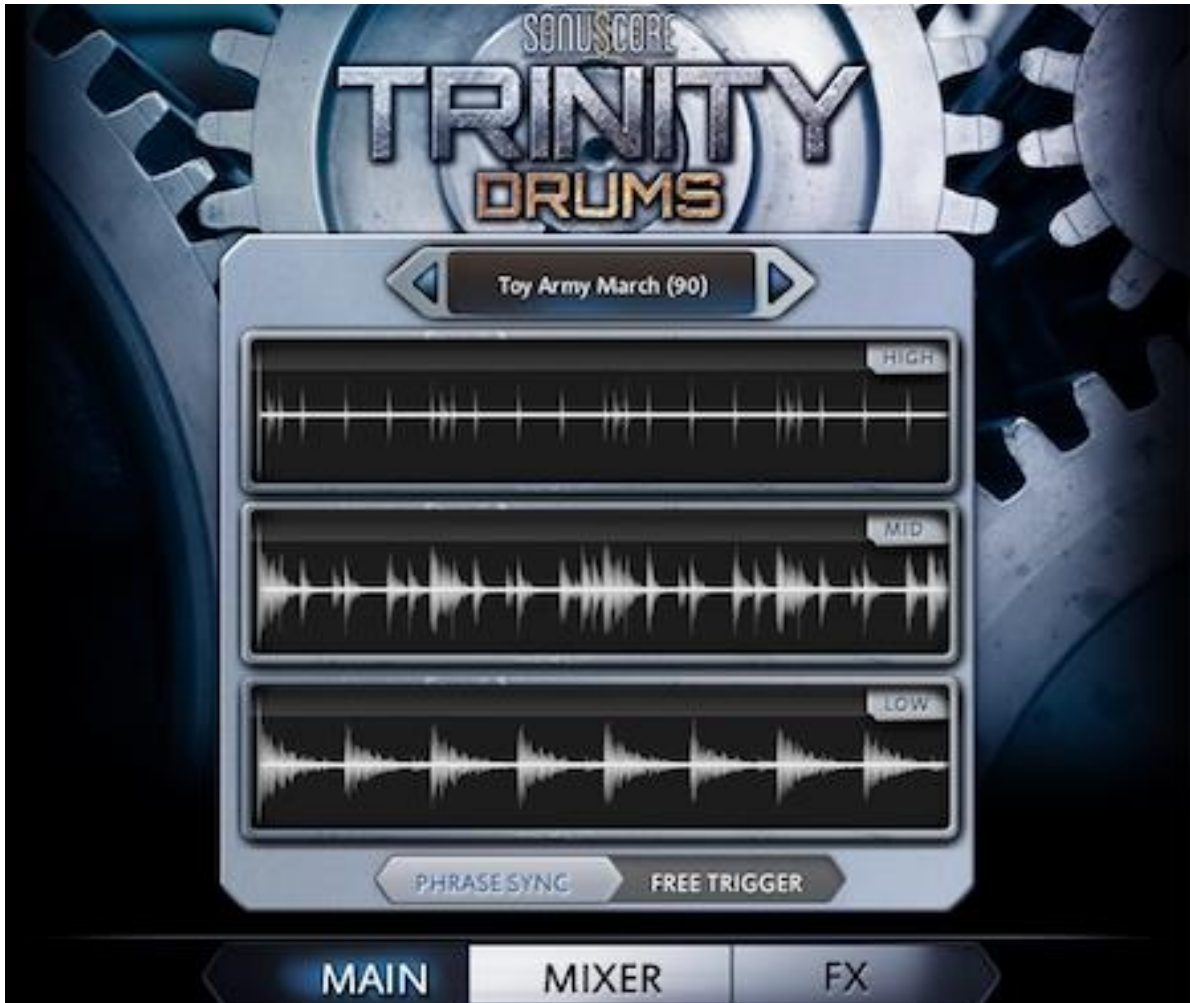 SONUSCORE
TRINITY
DRUMS
Toy Army March (90)
HIGH
MID
LOW
PHRASE SYNC FREE TRIGGER
MAIN MIXER FX